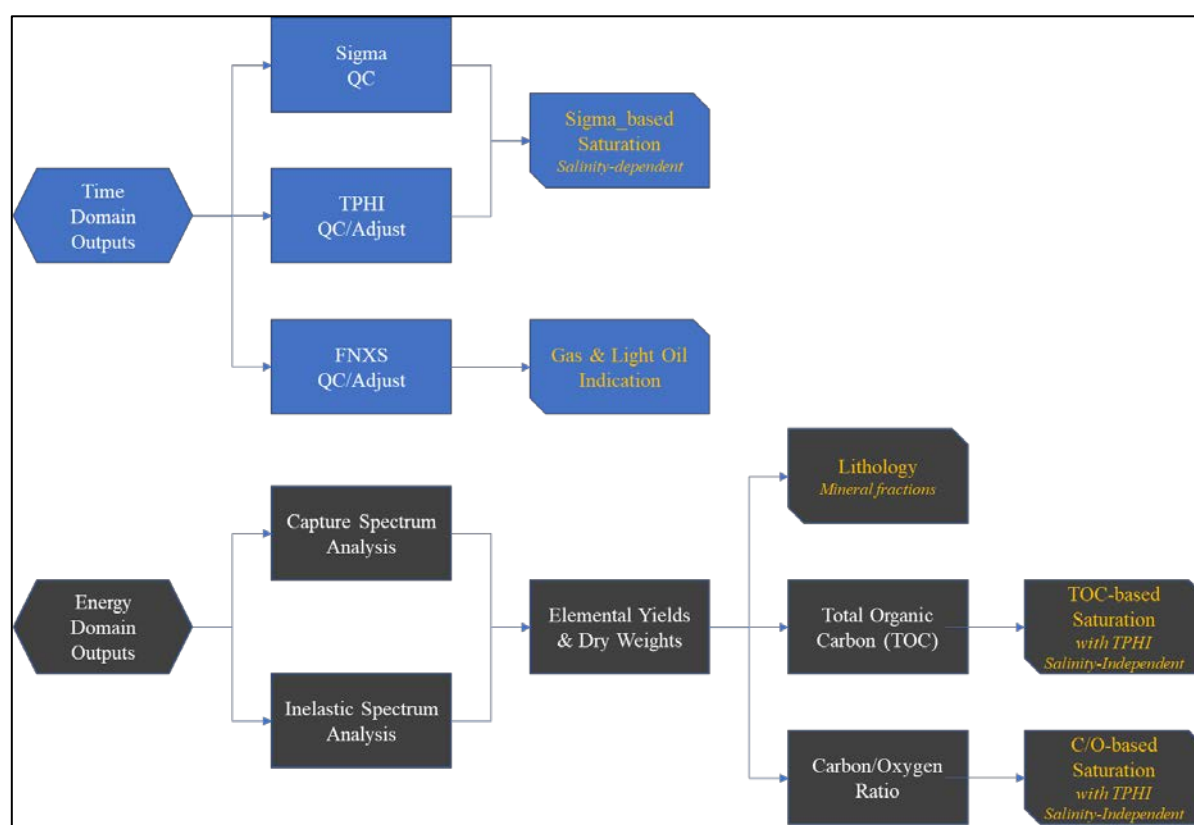 Sigma
QC
Sigma_based
Saturation
Salinity-dependent
Time
Domain
Outputs
TPHI
QC/Adjust
FNXS
QC/Adjust
Gas & Light Oil
Indication
Lithology
Mineral fractions
Capture Spectrum
Analysis
Energy
Domain
Outputs
Elemental Yields
& Dry Weights
Total Organic
Carbon (TOC)
TOC-based
Saturation
with TPHI
Salinity-Independent
Inelastic Spectrum
Analysis
Carbon/Oxygen
Ratio
C/O-based
Saturation
with TPHI
Salinity-Independent